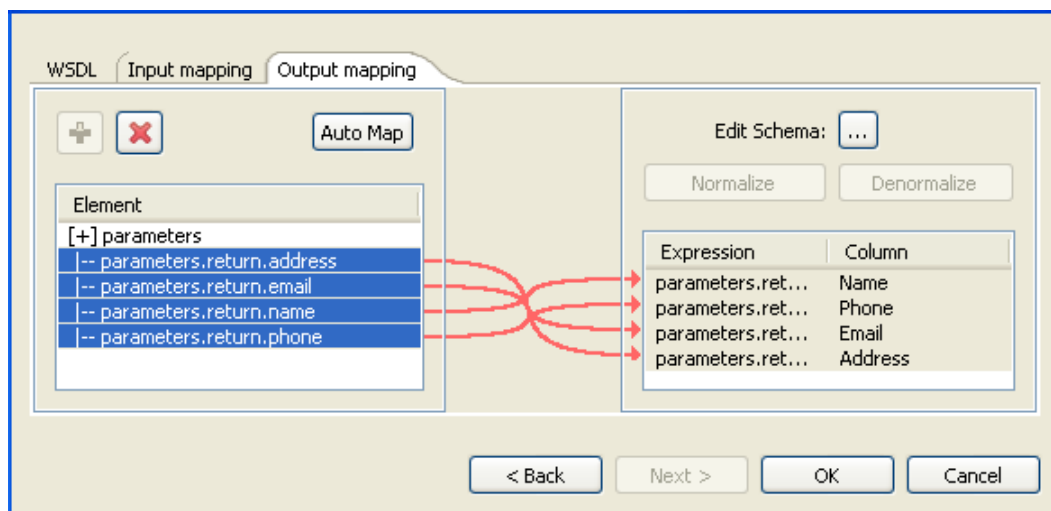 WSDL Input mapping Output mapping
Auto Map
Edit Schema: ...
Normalize Denormalize
Element
[+] parameters
|-- parameters.return.address
|-- parameters.return.email
|-- parameters.return.name
|-- parameters.return.phone
Expression Column
parameters.ret... Name
parameters.ret... Phone
parameters.ret... Email
parameters.ret... Address
< Back Next > OK Cancel